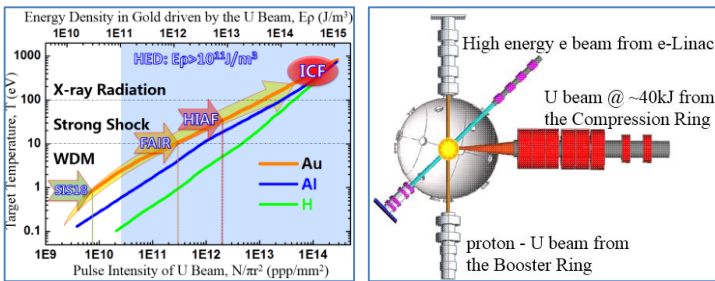 Energy Density in Gold driven by the U Beam, Eρ (J/m³)
1E10 1E11 1E12 1E13 1E14 1E15
HED: Eρ>10¹¹J/m³
1000
100
10
1
0.1
Target Temperature, T (eV)
X-ray Radiation
Strong Shock
WDM
SIS18
FAIR
HIAF
ICF
Au
Al
H
1E9 1E10 1E11 1E12 1E13 1E14
Pulse Intensity of U Beam, N/πr² (ppp/mm²)
High energy e beam from e-Linac
U beam @ ~40kJ from
the Compression Ring
proton - U beam from
the Booster Ring